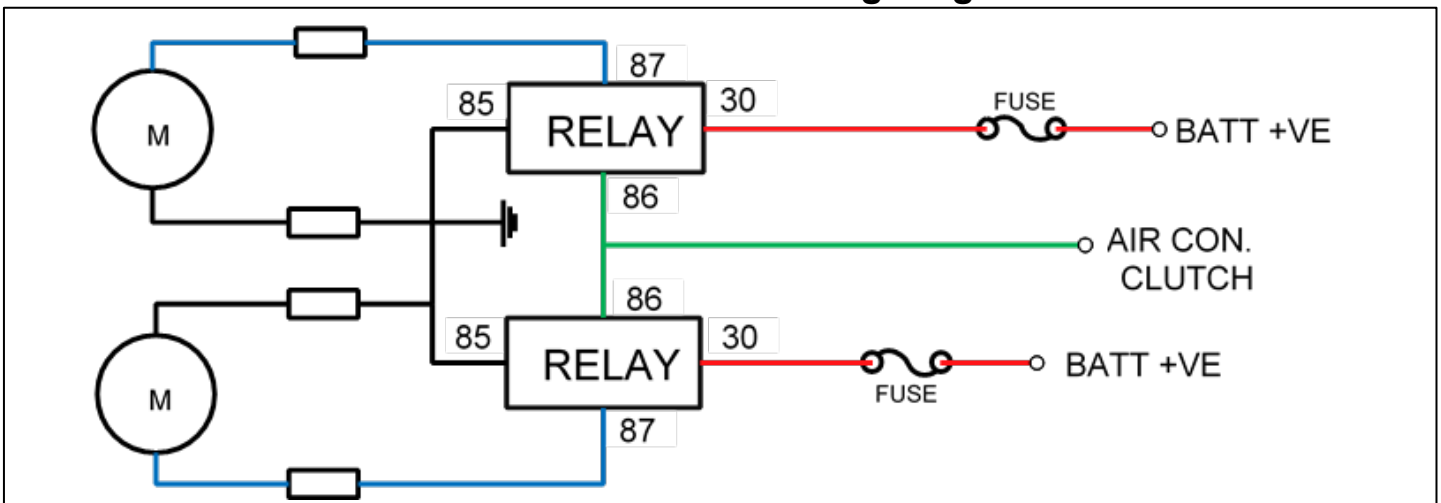 87
85
30
FUSE
M
RELAY
BATT +VE
86
AIR CON.
CLUTCH
86
85
30
RELAY
BATT +VE
M
FUSE
87